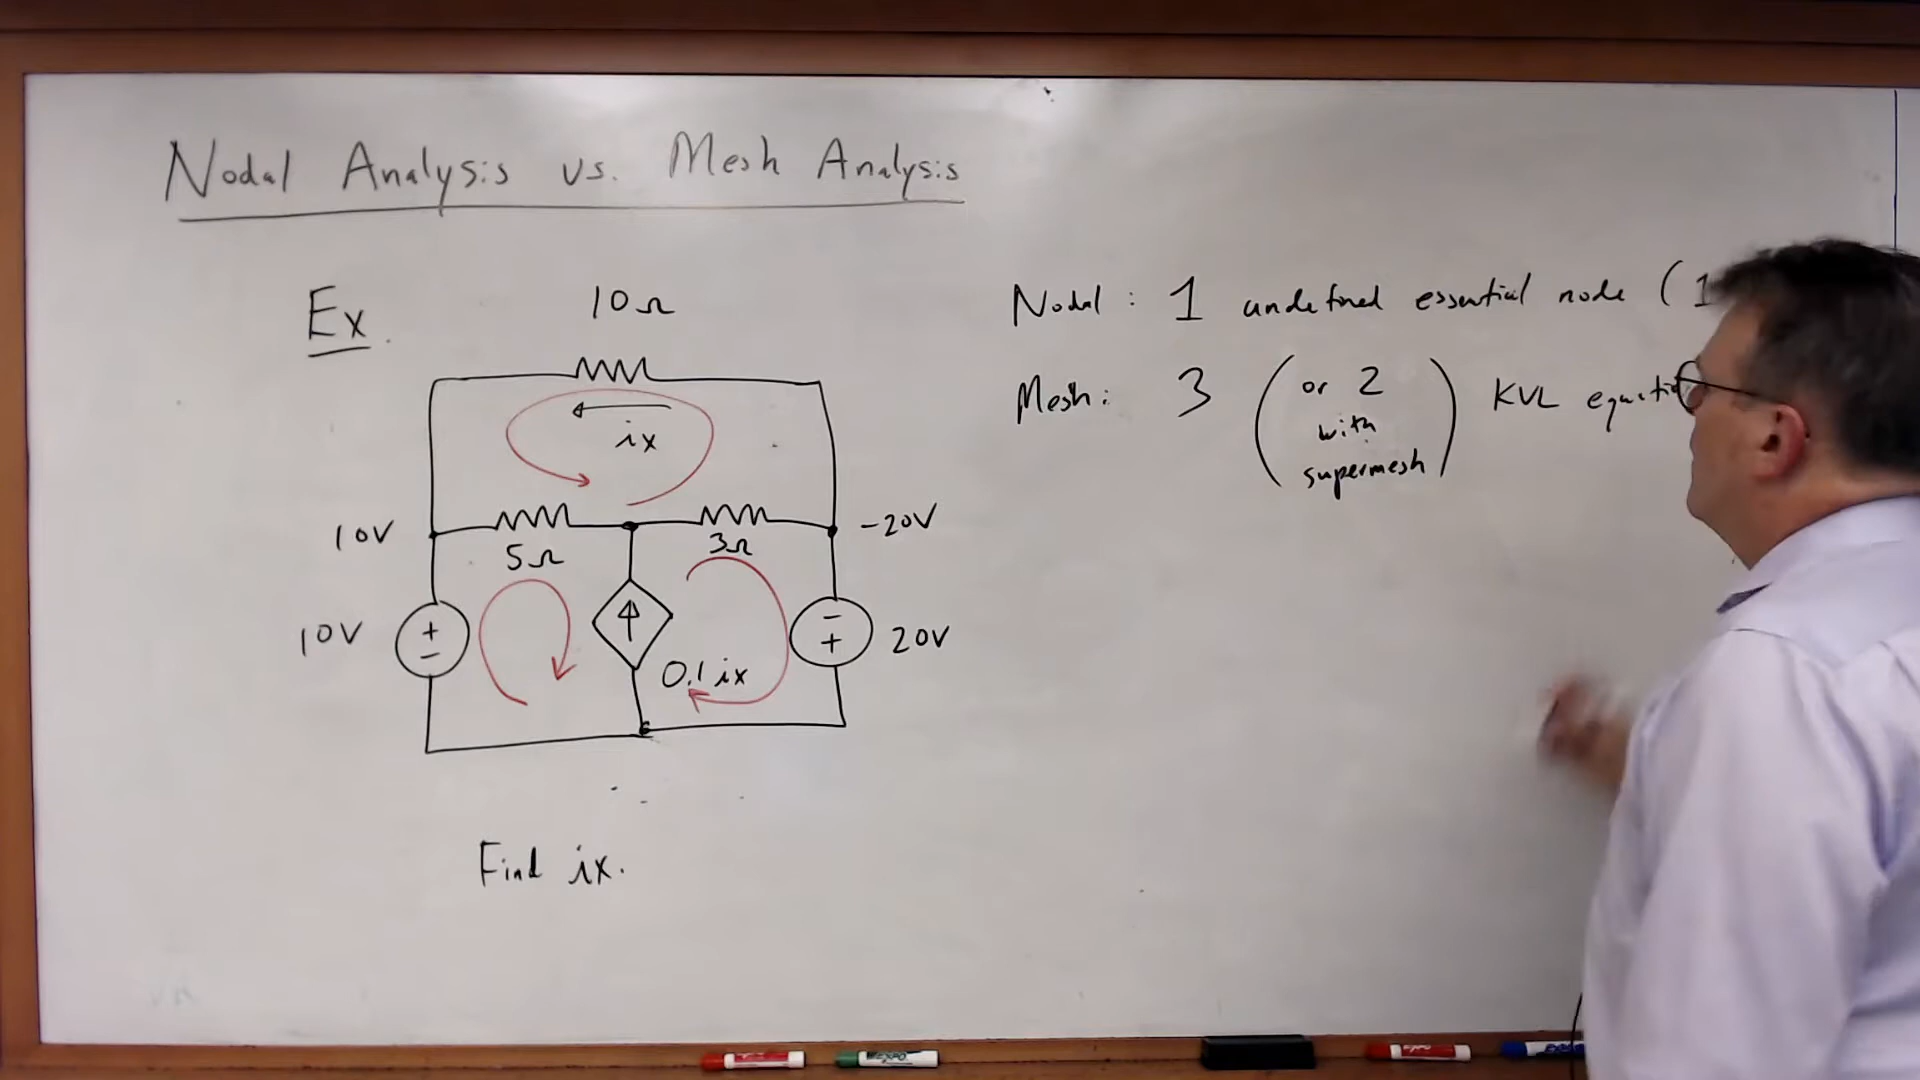 Nodal Analysis vs. Mesh Analysis
Ex.
10Ω
ix
10V
5Ω
3Ω
-20V
10V
+
-
0.1 ix
-
+
20V
Find ix.
Nodal: 1 undefined essential node (1
Mesh: 3 (or 2 with supermesh) KVL
EXPO